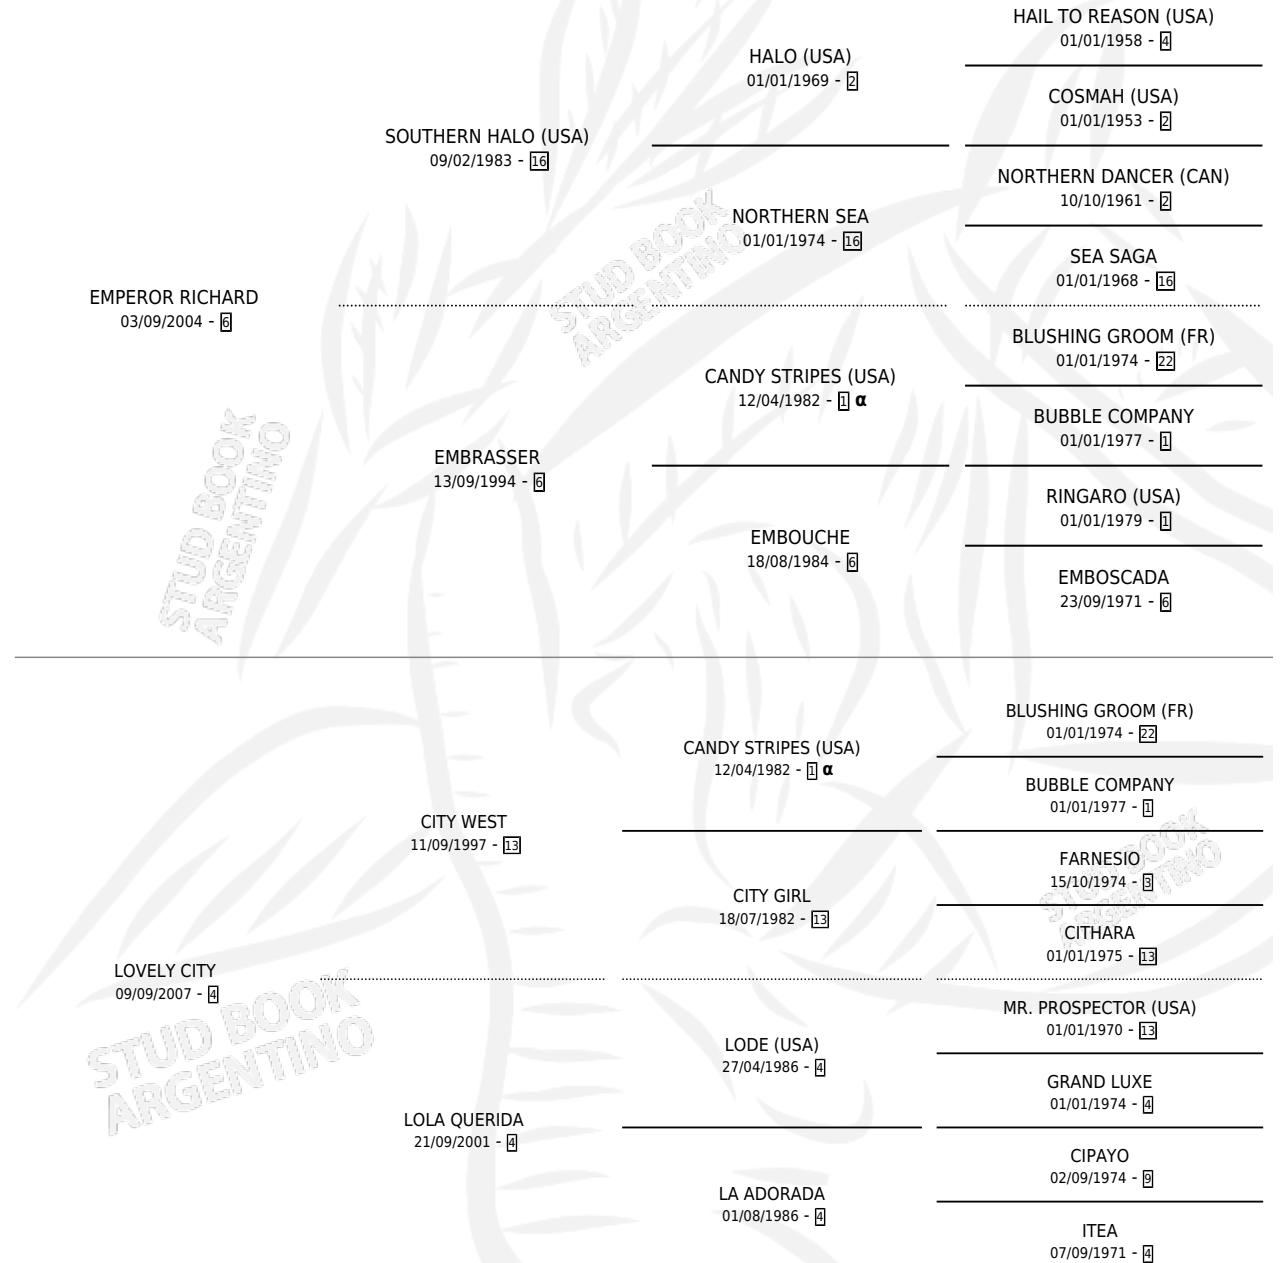 HAIL TO REASON (USA)
01/01/1958 - 4
HALO (USA)
01/01/1969 - 2
COSMAH (USA)
01/01/1953 - 2
SOUTHERN HALO (USA)
09/02/1983 - 16
NORTHERN DANCER (CAN)
10/10/1961 - 2
NORTHERN SEA
01/01/1974 - 16
SEA SAGA
01/01/1968 - 16
EMPEROR RICHARD
03/09/2004 - 6
BLUSHING GROOM (FR)
01/01/1974 - 22
CANDY STRIPES (USA)
12/04/1982 - 1 α
BUBBLE COMPANY
01/01/1977 - 1
EMBRASSER
13/09/1994 - 6
RINGARO (USA)
01/01/1979 - 1
EMBOUCHE
18/08/1984 - 6
EMBOSCADA
23/09/1971 - 6
BLUSHING GROOM (FR)
01/01/1974 - 22
CANDY STRIPES (USA)
12/04/1982 - 1 α
BUBBLE COMPANY
01/01/1977 - 1
CITY WEST
11/09/1997 - 13
FARNESIO
15/10/1974 - 3
CITY GIRL
18/07/1982 - 13
CITHARA
01/01/1975 - 13
LOVELY CITY
09/09/2007 - 4
MR. PROSPECTOR (USA)
01/01/1970 - 13
LODE (USA)
27/04/1986 - 4
GRAND LUXE
01/01/1974 - 4
LOLA QUERIDA
21/09/2001 - 4
CIPAYO
02/09/1974 - 9
LA ADORADA
01/08/1986 - 4
ITEA
07/09/1971 - 4
STUD BOOK
ARGENTINO
STUD BOOK
ARGENTINO
STUD BOOK
ARGENTINO
STUD BOOK
ARGENTINO